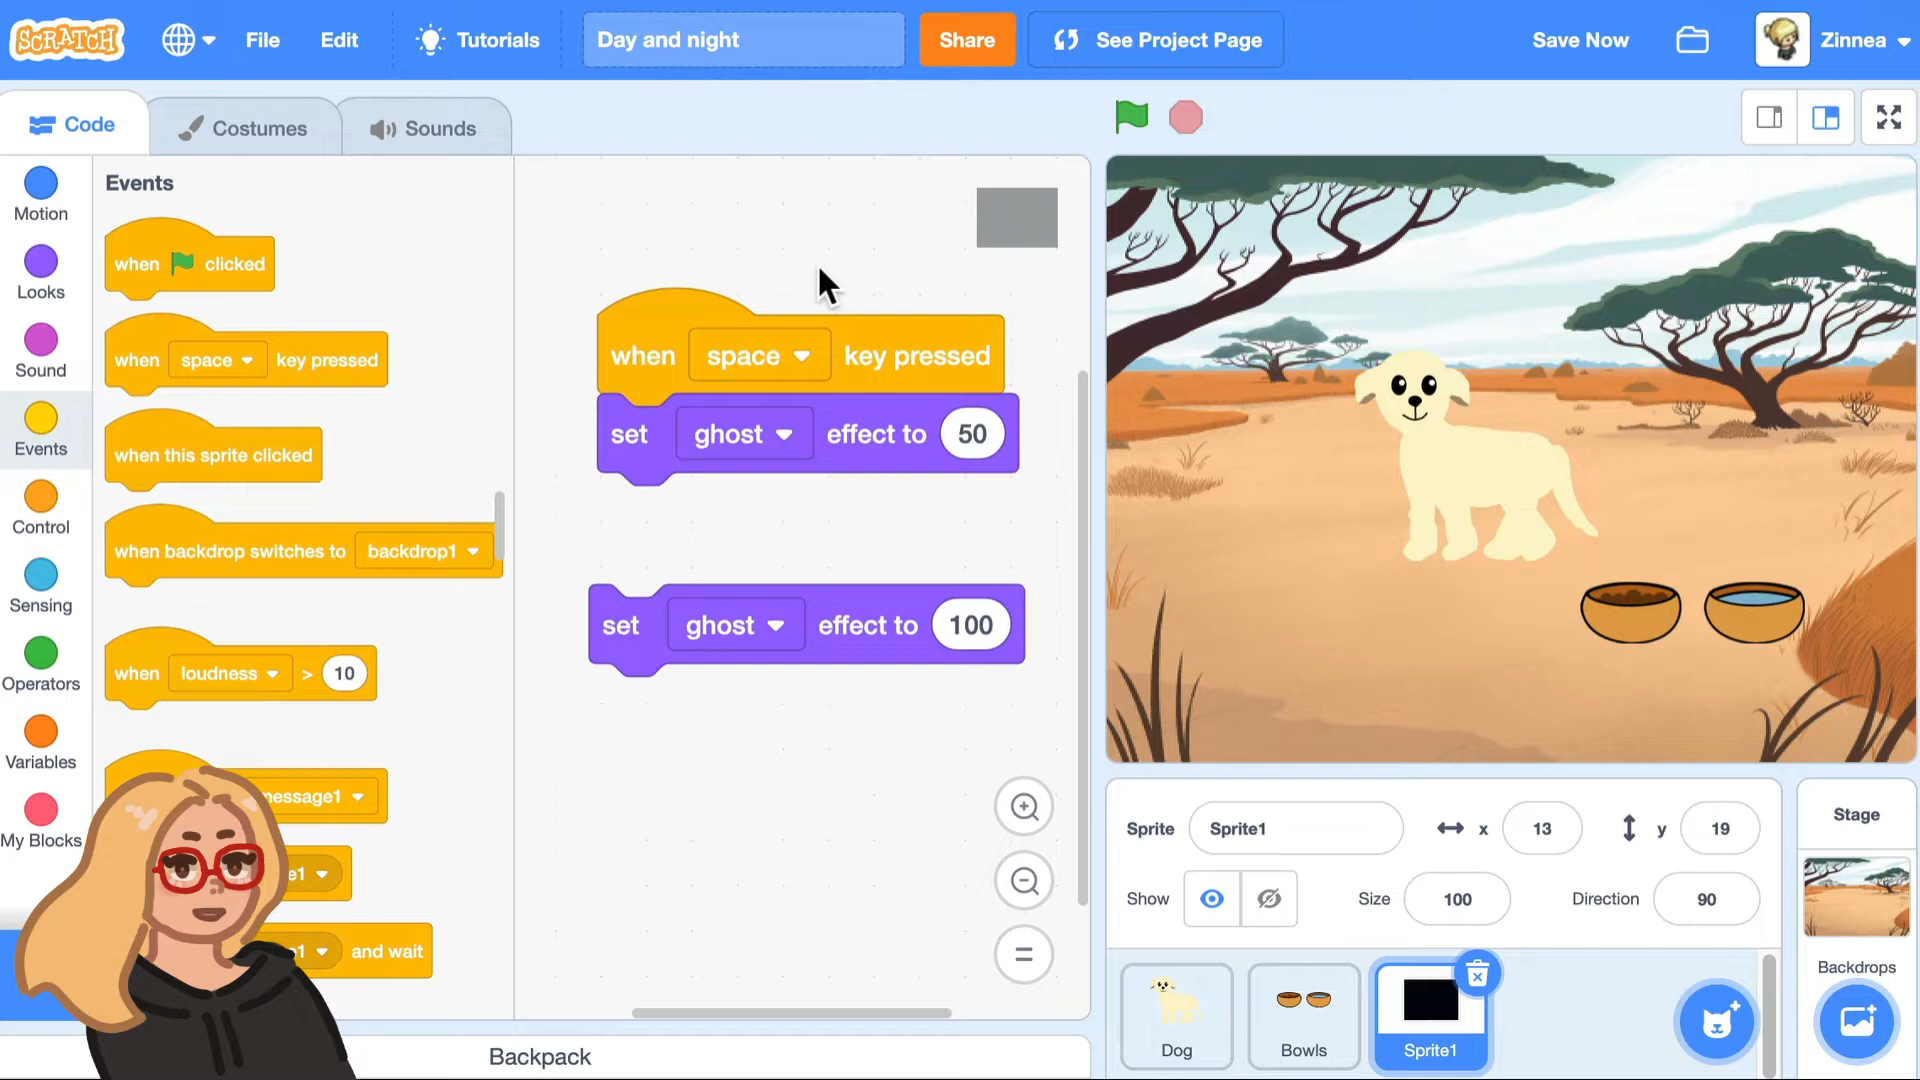 SCRATCH
File
Edit
Tutorials
Day and night
Share
See Project Page
Save Now
Zinnea
Code
Costumes
Sounds
Motion
Looks
Sound
Events
Control
Sensing
Operators
Variables
My Blocks
Events
when clicked
when space key pressed
when this sprite clicked
when backdrop switches to backdrop1
when loudness > 10
message1
and wait
when space key pressed
set ghost effect to 50
set ghost effect to 100
Backpack
Sprite Sprite1 x 13 y 19
Show Size 100 Direction 90
Dog
Bowls
Sprite1
Stage
Backdrops